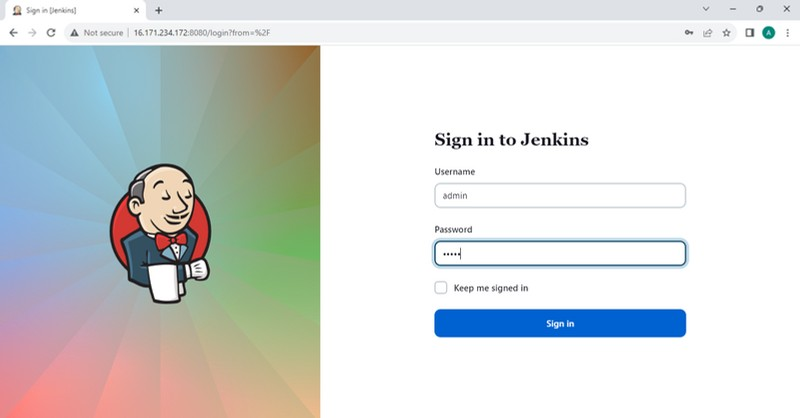 Sign in [Jenkins]
Not secure
16.171.234.172:8080/login?from=%2F
A
Sign in to Jenkins
Username
admin
Password
•••••
Keep me signed in
Sign in